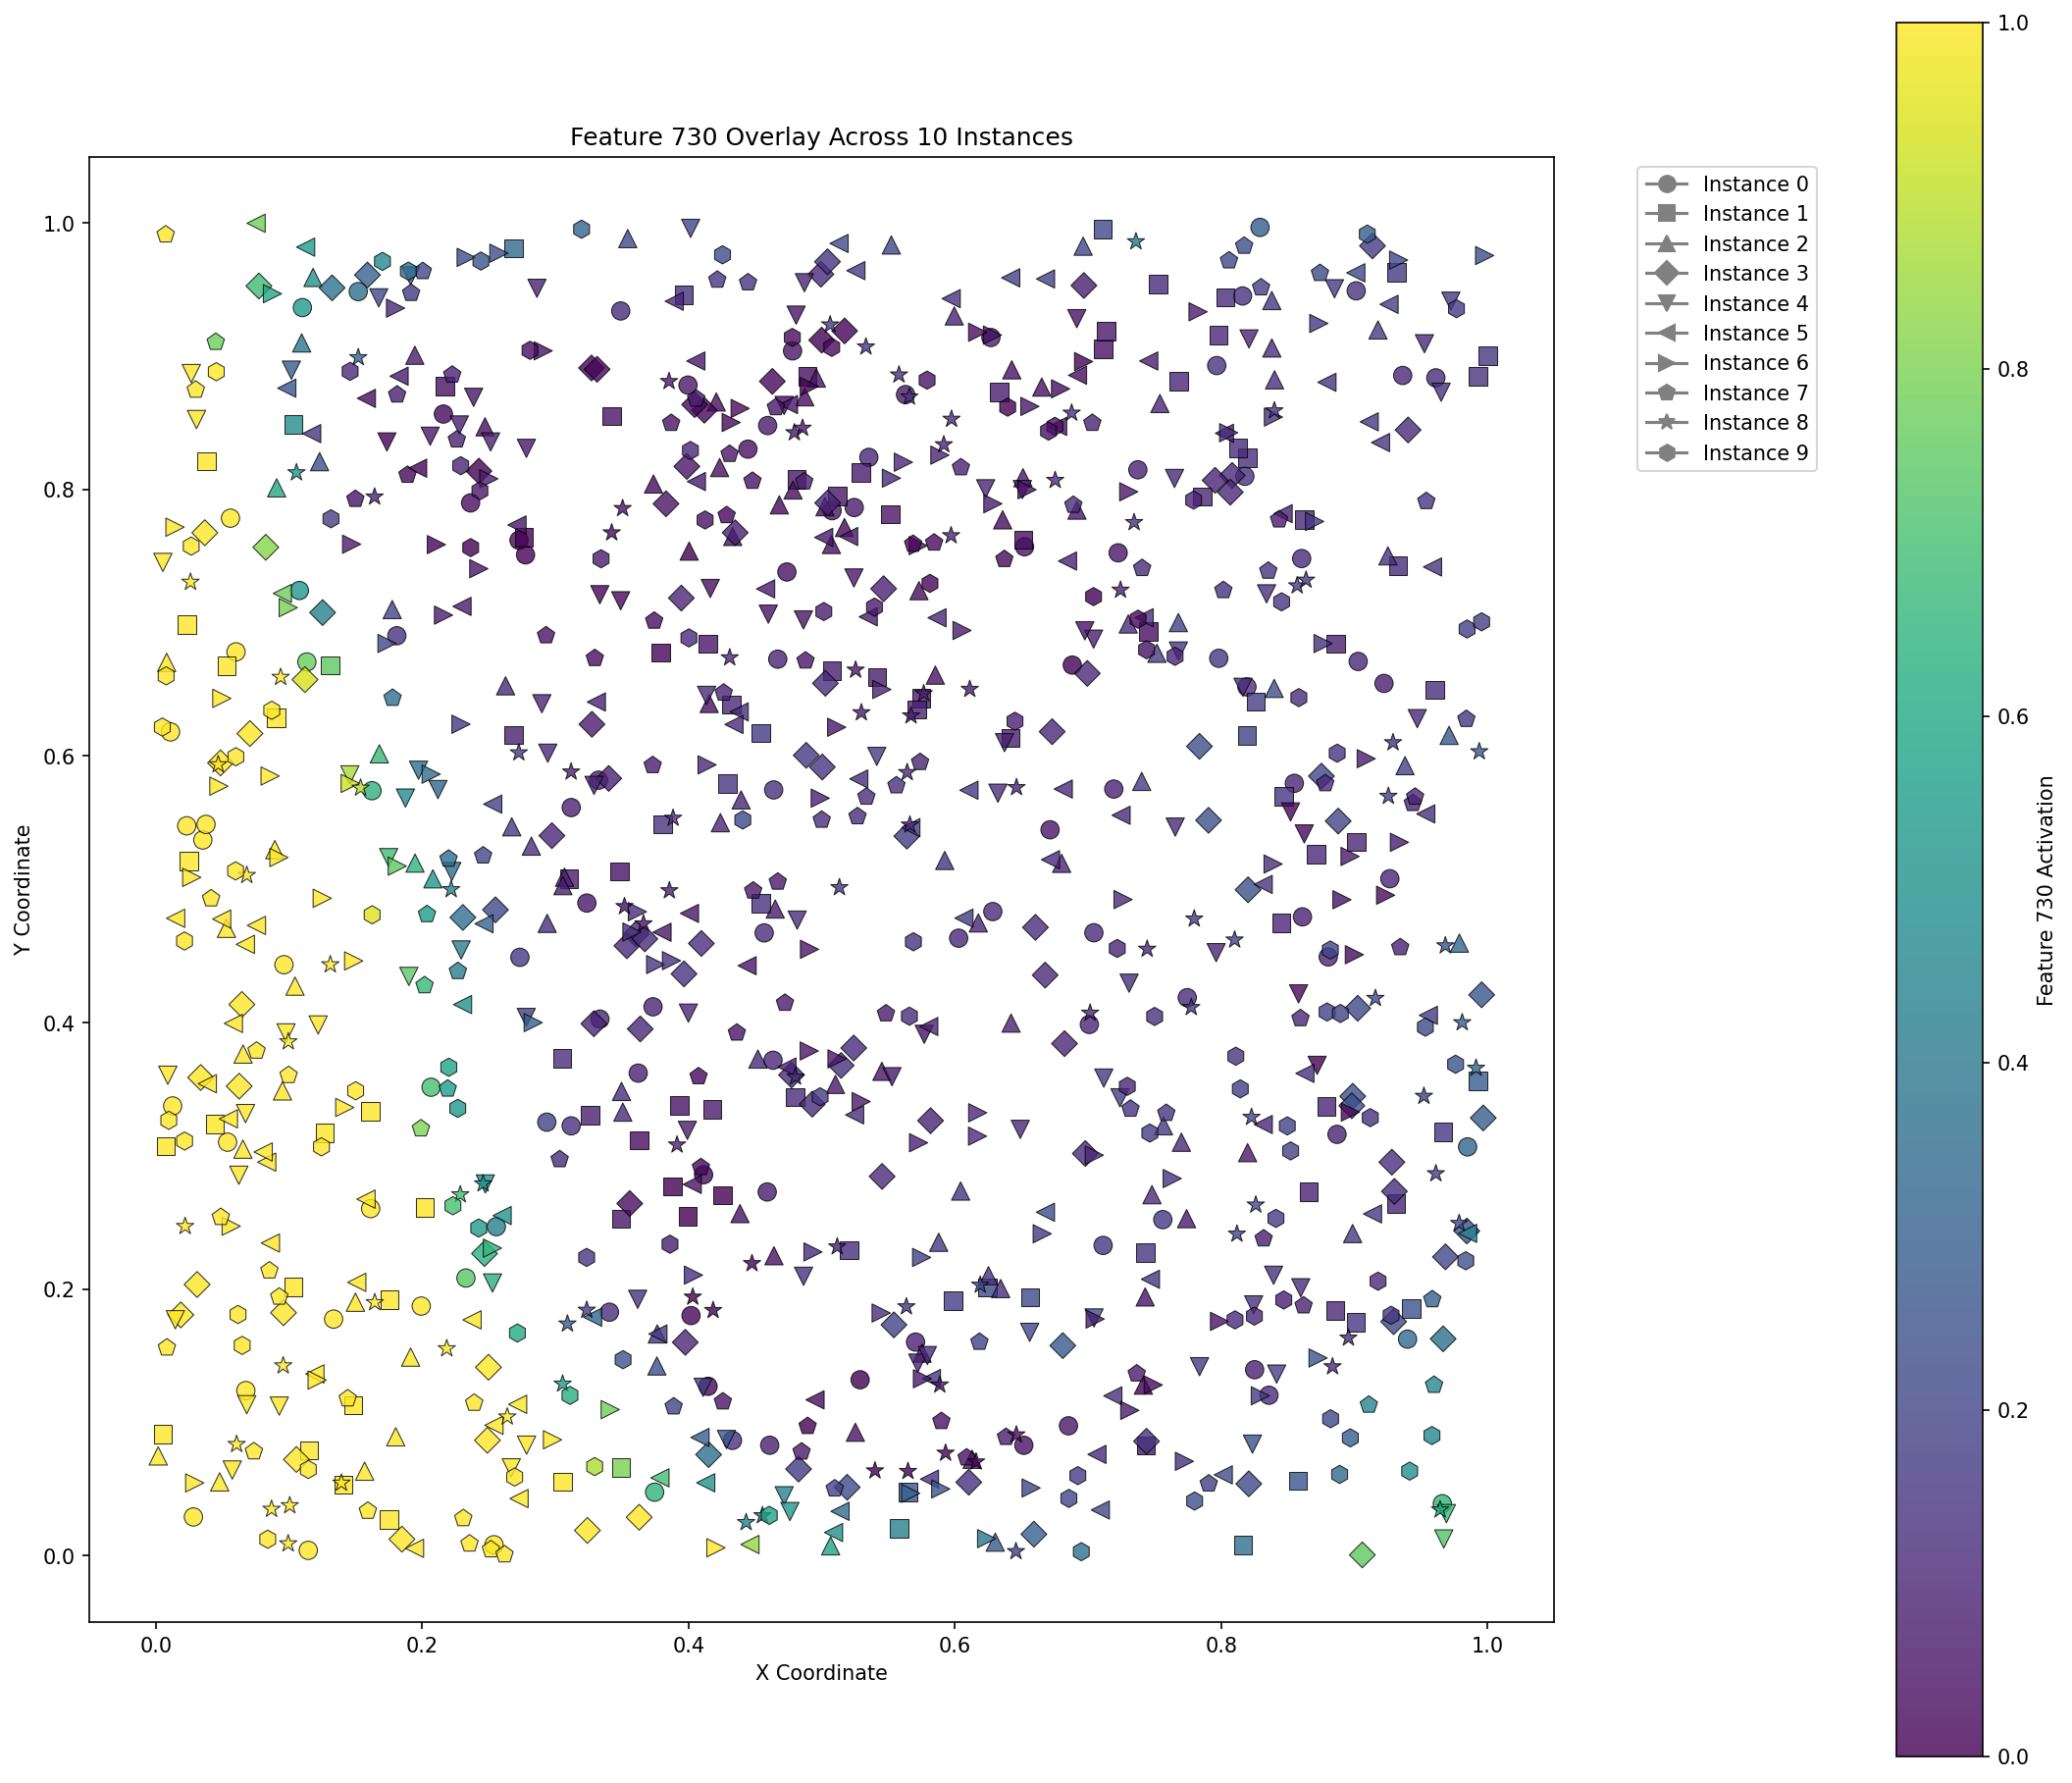 Feature 730 Overlay Across 10 Instances
1.0
0.8
0.6
0.4
0.2
0.0
Y Coordinate
0.0 0.2 0.4 0.6 0.8 1.0
X Coordinate
Instance 0
Instance 1
Instance 2
Instance 3
Instance 4
Instance 5
Instance 6
Instance 7
Instance 8
Instance 9
1.0
0.8
0.6
0.4
0.2
0.0
Feature 730 Activation